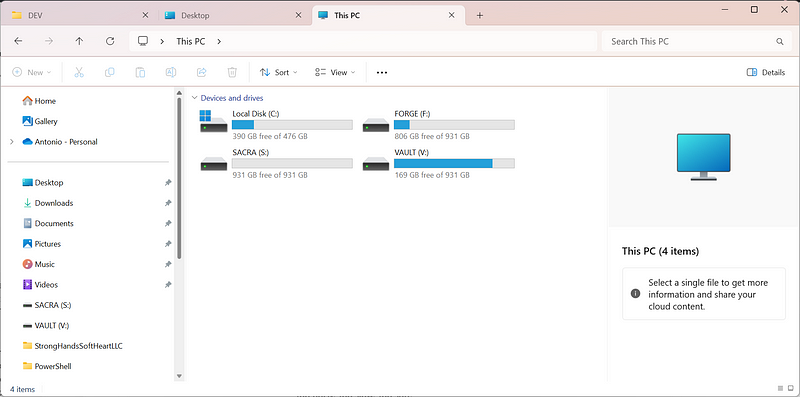 DEV
Desktop
This PC
This PC
Search This PC
New
Sort
View
Details
Home
Gallery
Antonio - Personal
Desktop
Downloads
Documents
Pictures
Music
Videos
SACRA (S:)
VAULT (V:)
StrongHandsSoftHeartLLC
PowerShell
Devices and drives
Local Disk (C:)
390 GB free of 476 GB
FORGE (F:)
806 GB free of 931 GB
SACRA (S:)
931 GB free of 931 GB
VAULT (V:)
169 GB free of 931 GB
This PC (4 items)
Select a single file to get more
information and share your
cloud content.
4 items